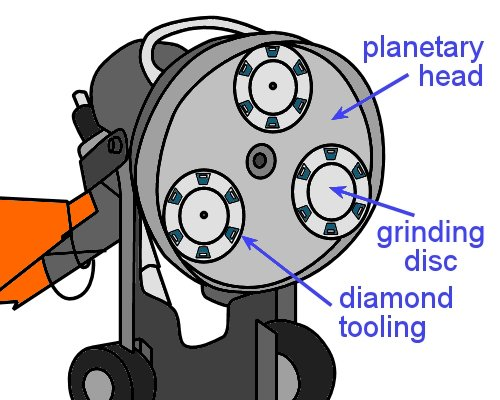 planetary
head
grinding
disc
diamond
tooling